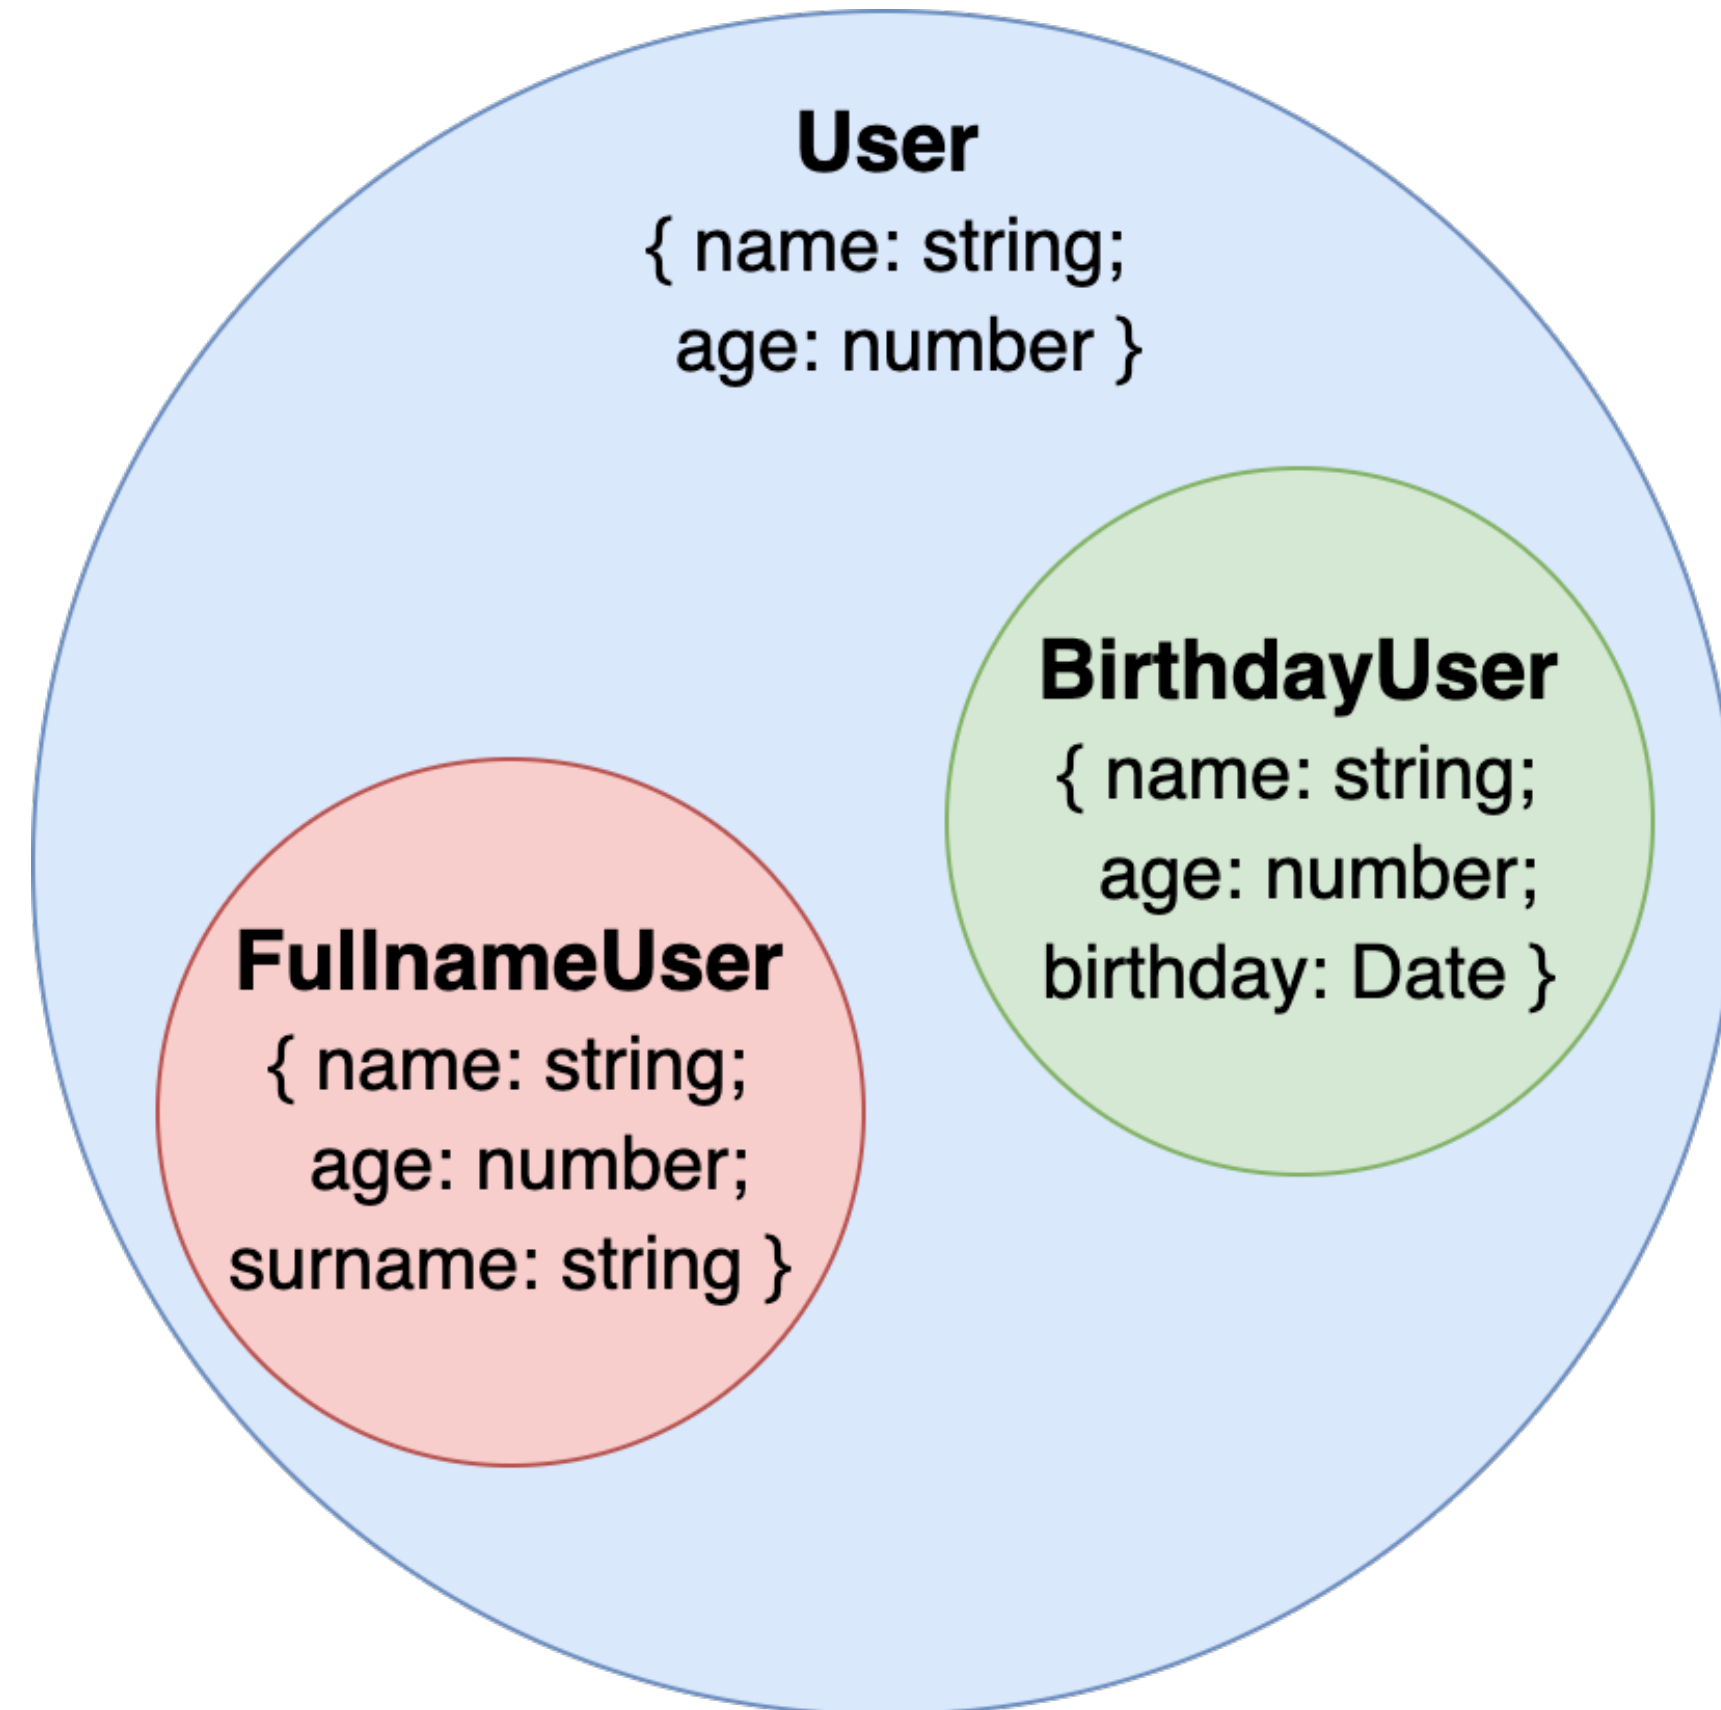 User
{ name: string;
age: number }
BirthdayUser
{ name: string;
age: number;
birthday: Date }
FullnameUser
{ name: string;
age: number;
surname: string }